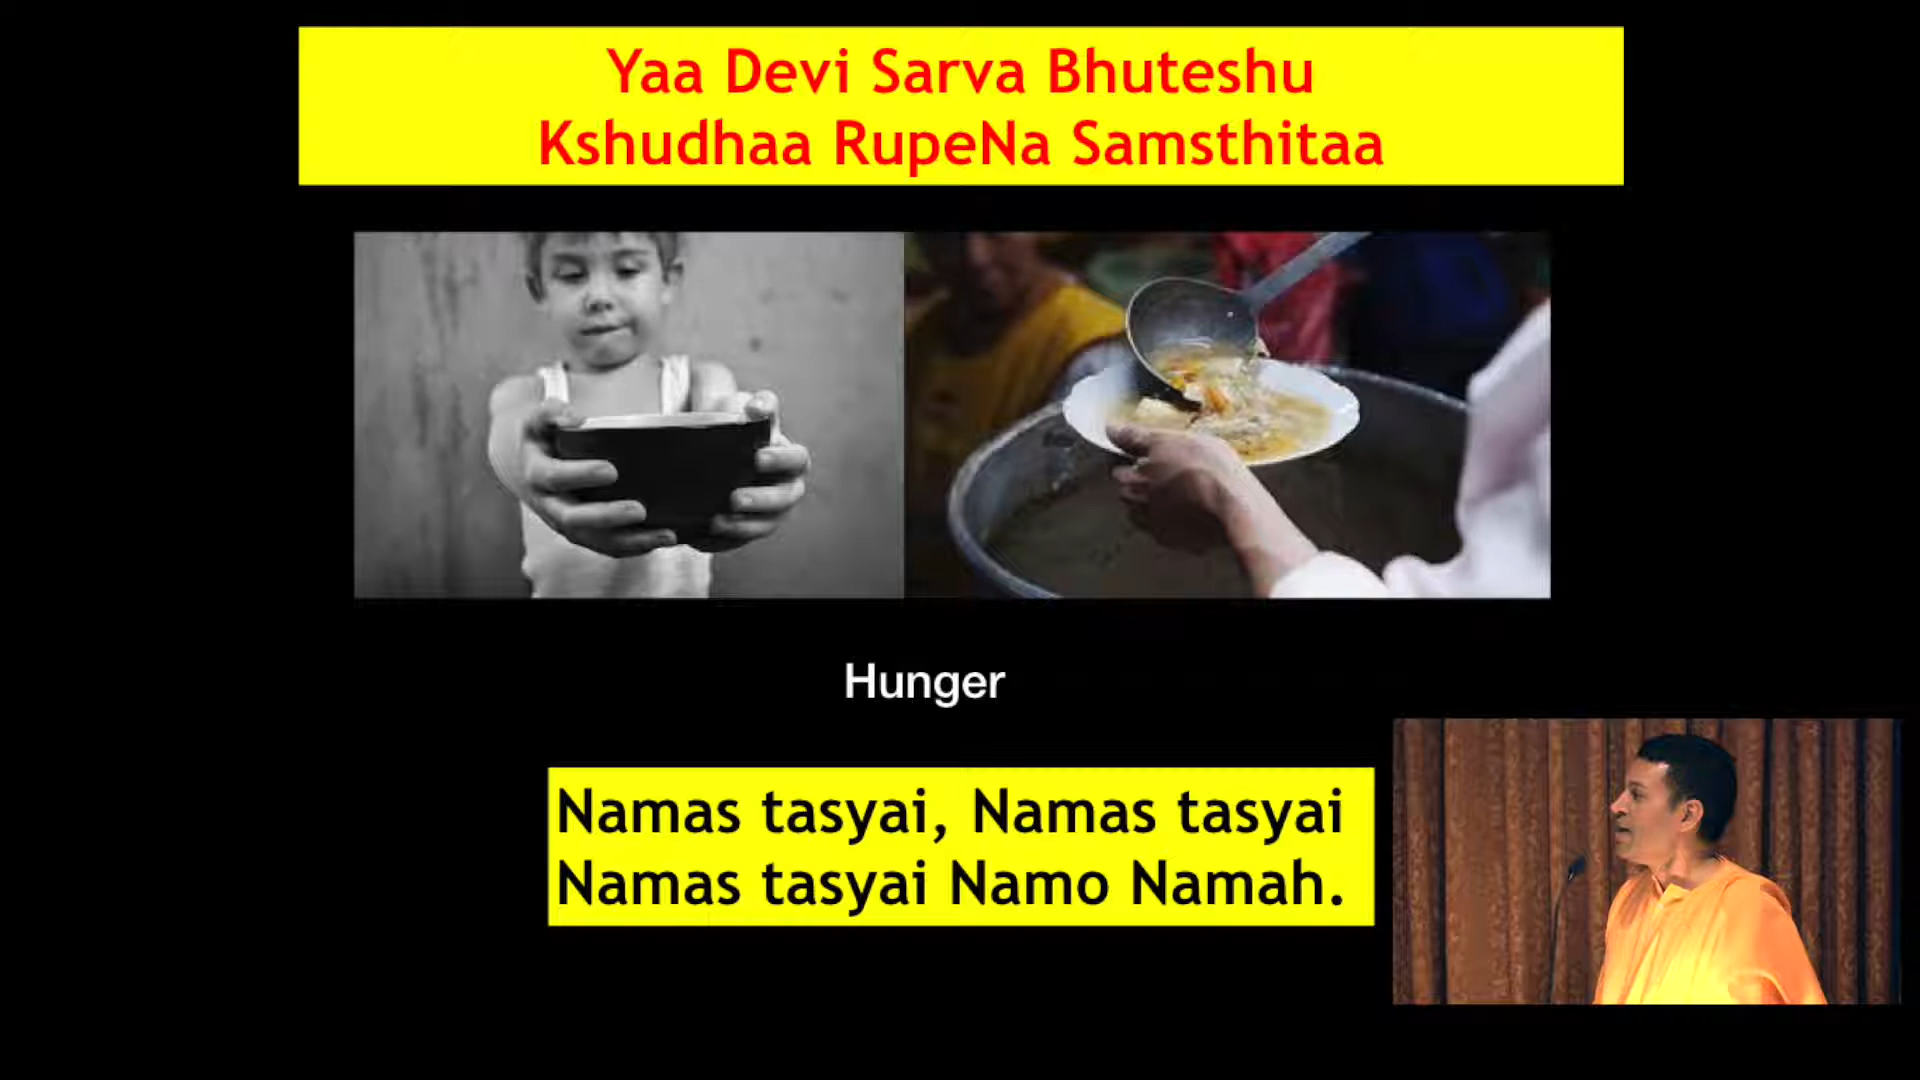 Yaa Devi Sarva Bhuteshu
Kshudhaa RupeNa Samsthitaa
Hunger
Namas tasyai, Namas tasyai
Namas tasyai Namo Namah.